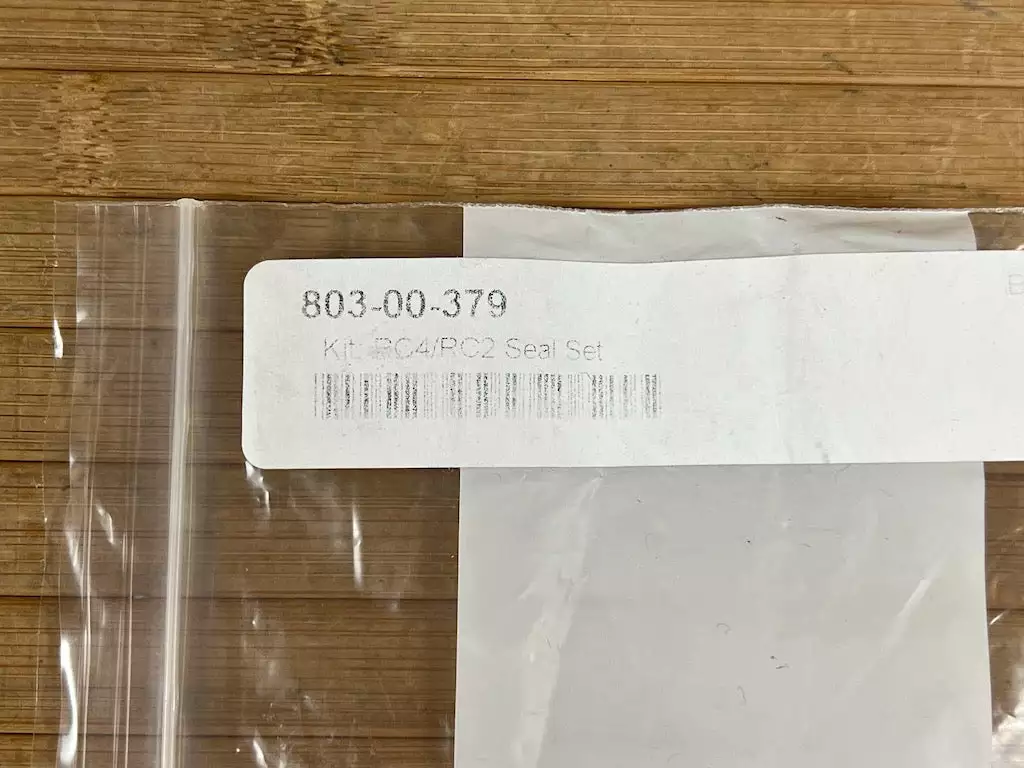 803-00-379
Kit: RC4/RC2 Seal Set
B